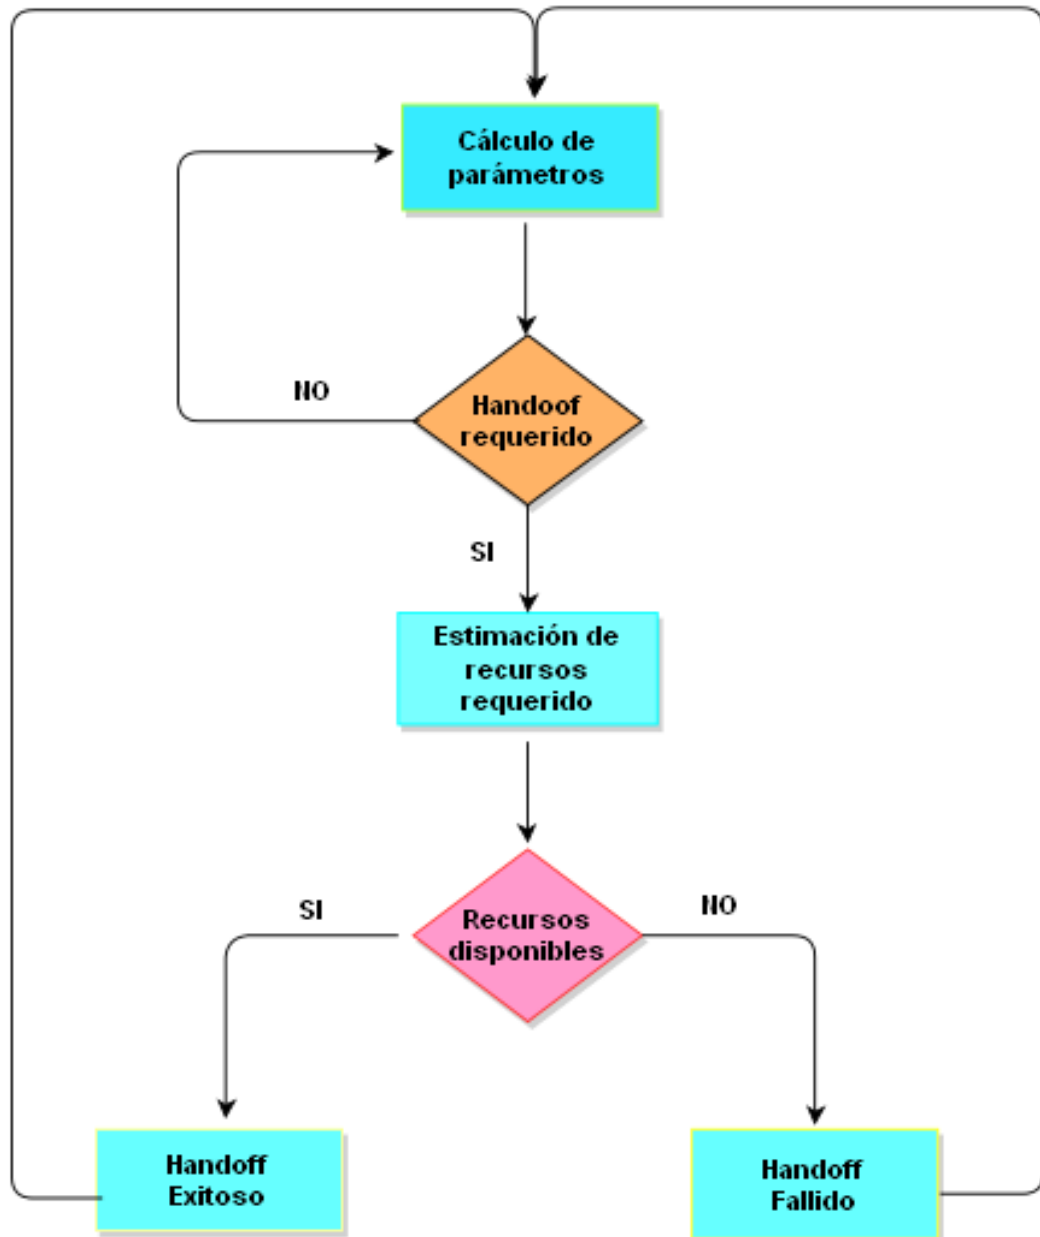 Cálculo de
parámetros
NO
Handoof
requerido
SI
Estimación de
recursos
requerido
SI
NO
Recursos
disponibles
Handoff
Exitoso
Handoff
Fallido